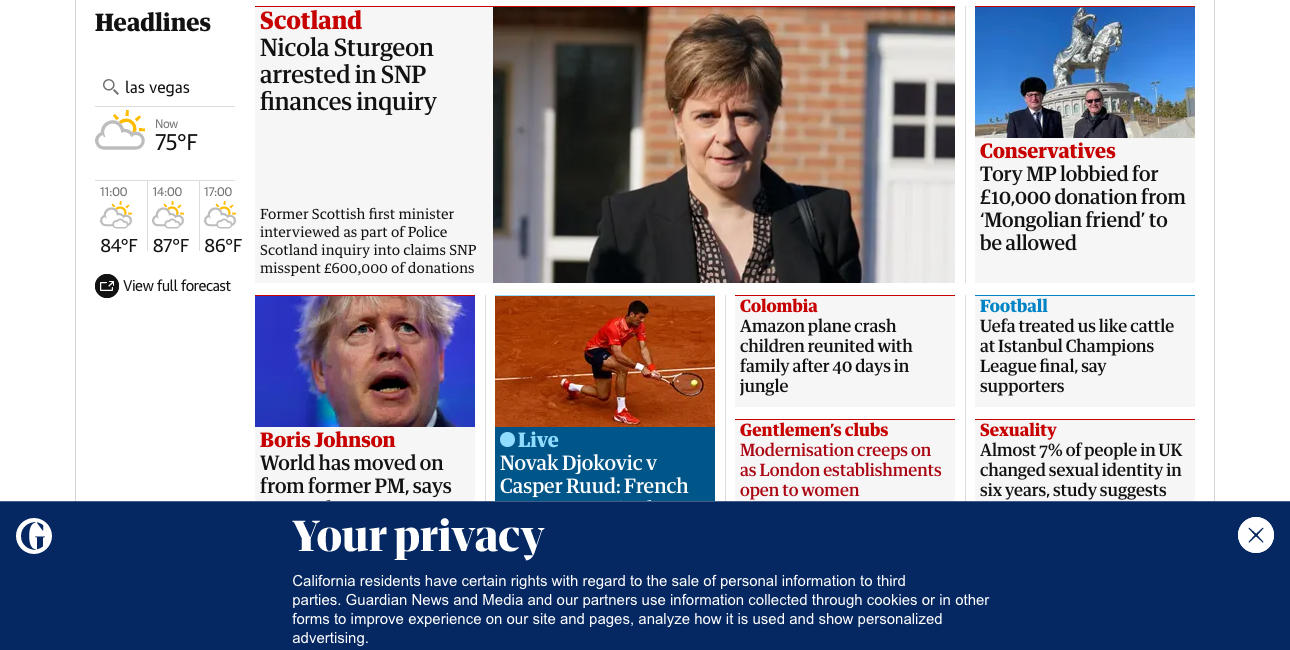 Headlines
las vegas
Now
75°F
11:00
14:00
17:00
84°F
87°F
86°F
View full forecast
Scotland
Nicola Sturgeon
arrested in SNP
finances inquiry
Former Scottish first minister
interviewed as part of Police
Scotland inquiry into claims SNP
misspent £600,000 of donations
Conservatives
Tory MP lobbied for
£10,000 donation from
‘Mongolian friend’ to
be allowed
Boris Johnson
World has moved on
from former PM, says
Live
Novak Djokovic v
Casper Ruud: French
Colombia
Amazon plane crash
children reunited with
family after 40 days in
jungle
Gentlemen’s clubs
Modernisation creeps on
as London establishments
open to women
Football
Uefa treated us like cattle
at Istanbul Champions
League final, say
supporters
Sexuality
Almost 7% of people in UK
changed sexual identity in
six years, study suggests
G
Your privacy
California residents have certain rights with regard to the sale of personal information to third
parties. Guardian News and Media and our partners use information collected through cookies or in other
forms to improve experience on our site and pages, analyze how it is used and show personalized
advertising.